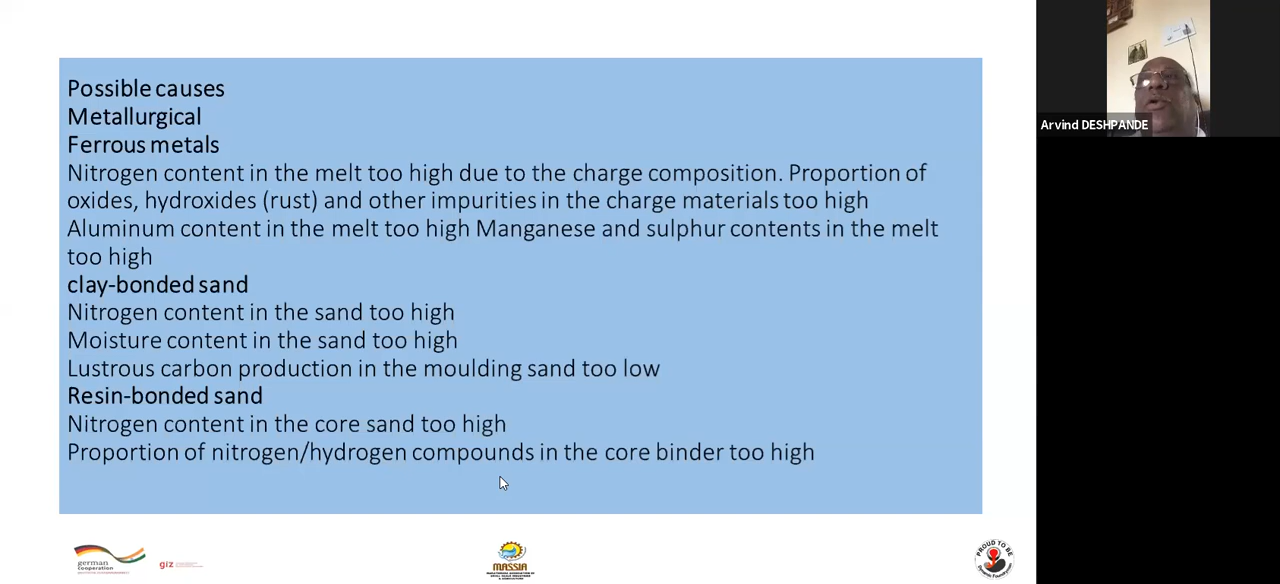 Possible causes
Metallurgical
Ferrous metals
Nitrogen content in the melt too high due to the charge composition. Proportion of
oxides, hydroxides (rust) and other impurities in the charge materials too high
Aluminum content in the melt too high Manganese and sulphur contents in the melt
too high
clay-bonded sand
Nitrogen content in the sand too high
Moisture content in the sand too high
Lustrous carbon production in the moulding sand too low
Resin-bonded sand
Nitrogen content in the core sand too high
Proportion of nitrogen/hydrogen compounds in the core binder too high
Arvind DESHPANDE
german
cooperation
giz
MASSIA
PROUD TO BE